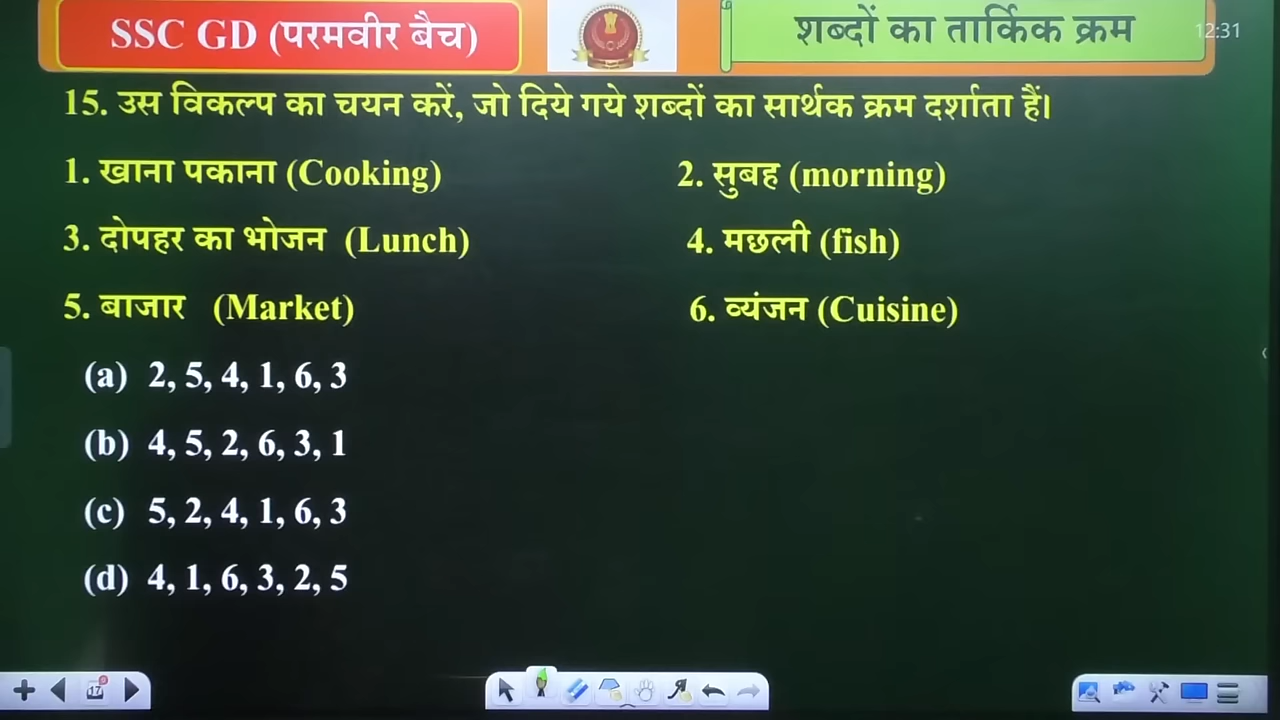 SSC GD (परमवीर बैच)
शब्दों का तार्किक क्रम
12:31
15. उस विकल्प का चयन करें, जो दिये गये शब्दों का सार्थक क्रम दर्शाता हैं।
1. खाना पकाना (Cooking)
2. सुबह (morning)
3. दोपहर का भोजन (Lunch)
4. मछली (fish)
5. बाजार (Market)
6. व्यंजन (Cuisine)
(a) 2, 5, 4, 1, 6, 3
(b) 4, 5, 2, 6, 3, 1
(c) 5, 2, 4, 1, 6, 3
(d) 4, 1, 6, 3, 2, 5
17